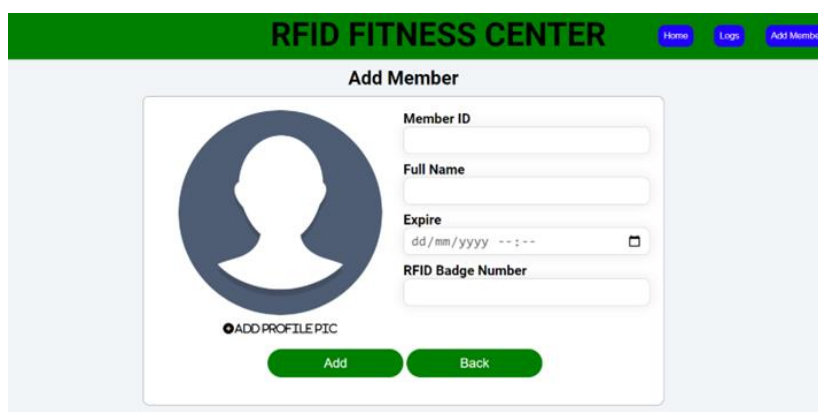 RFID FITNESS CENTER
Home Logs Add Membe
Add Member
Member ID
Full Name
Expire
dd/mm/yyyy --:--
RFID Badge Number
ADD PROFILE PIC
Add Back